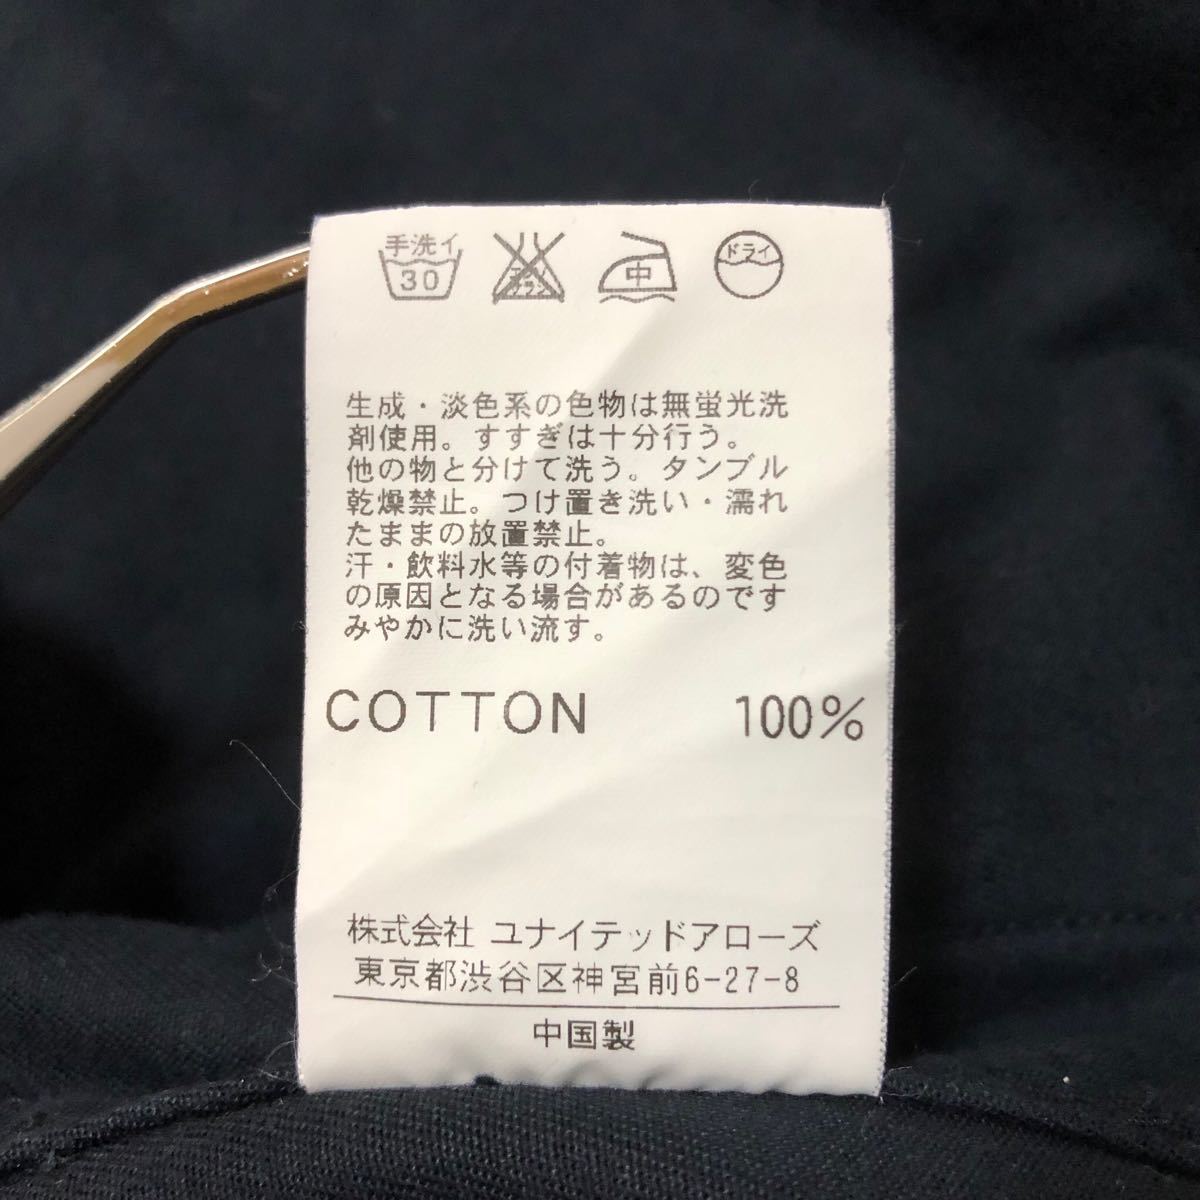 手洗イ
30
エンソ
サラシ
中
ドライ
生成・淡色系の色物は無蛍光洗
剤使用。すすぎは十分行う。
他の物と分けて洗う。タンブル
乾燥禁止。つけ置き洗い・濡れ
たままの放置禁止。
汗・飲料水等の付着物は、変色
の原因となる場合があるのです
みやかに洗い流す。
COTTON 100%
株式会社 ユナイテッドアローズ
東京都渋谷区神宮前6-27-8
中国製